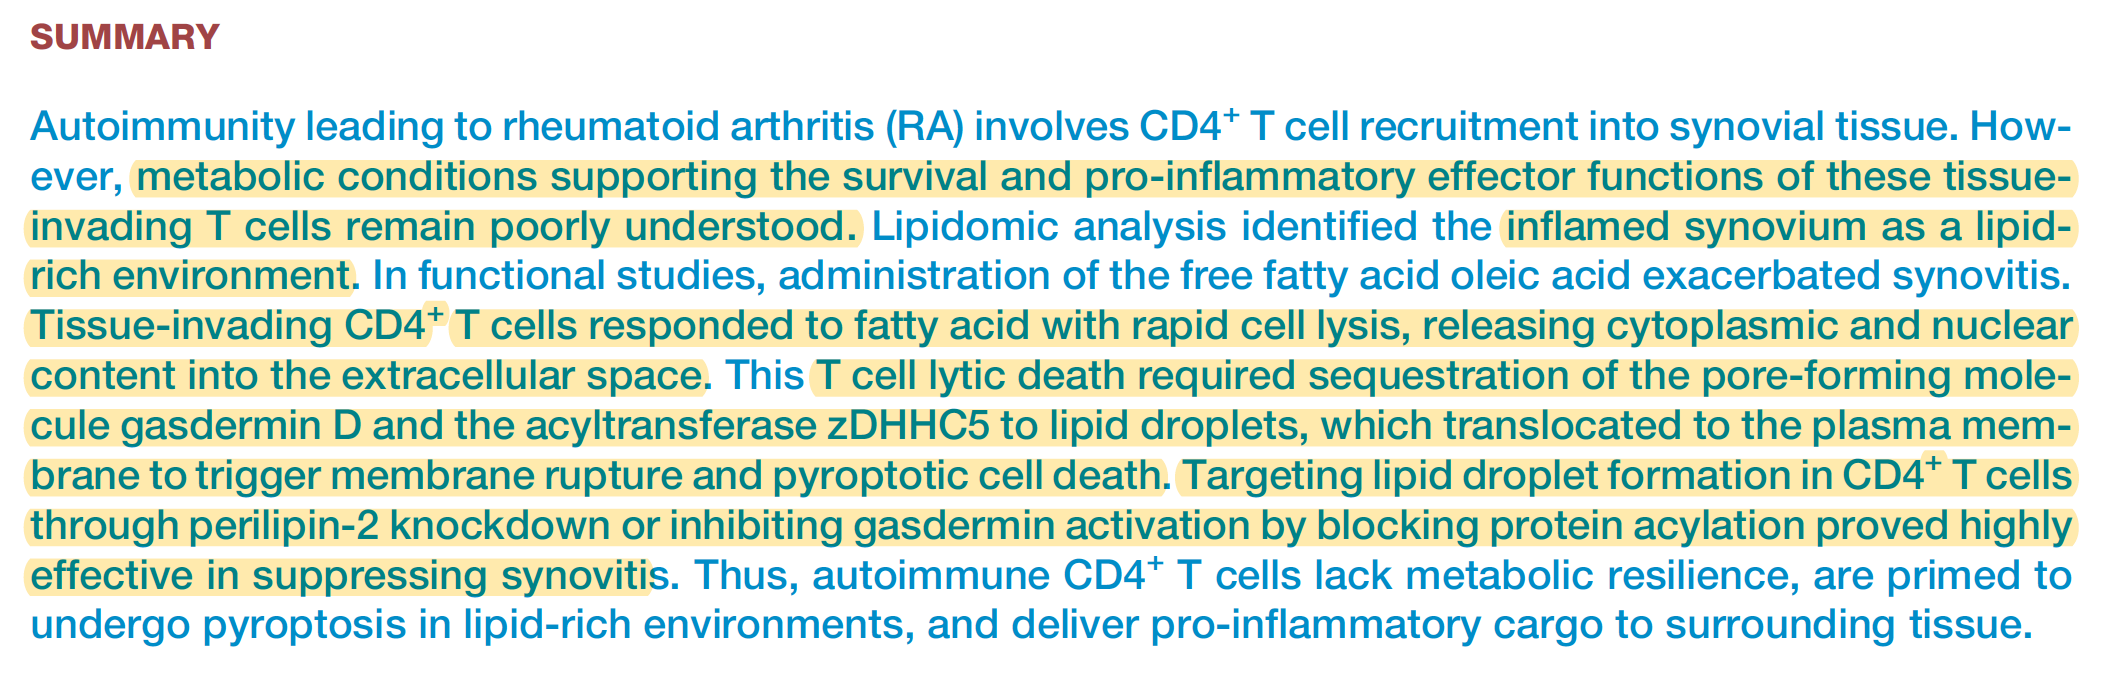 SUMMARY
Autoimmunity leading to rheumatoid arthritis (RA) involves CD4⁺ T cell recruitment into synovial tissue. How-
ever, metabolic conditions supporting the survival and pro-inflammatory effector functions of these tissue-
invading T cells remain poorly understood. Lipidomic analysis identified the inflamed synovium as a lipid-
rich environment. In functional studies, administration of the free fatty acid oleic acid exacerbated synovitis.
Tissue-invading CD4⁺ T cells responded to fatty acid with rapid cell lysis, releasing cytoplasmic and nuclear
content into the extracellular space. This T cell lytic death required sequestration of the pore-forming mole-
cule gasdermin D and the acyltransferase zDHHC5 to lipid droplets, which translocated to the plasma mem-
brane to trigger membrane rupture and pyroptotic cell death. Targeting lipid droplet formation in CD4⁺ T cells
through perilipin-2 knockdown or inhibiting gasdermin activation by blocking protein acylation proved highly
effective in suppressing synovitis. Thus, autoimmune CD4⁺ T cells lack metabolic resilience, are primed to
undergo pyroptosis in lipid-rich environments, and deliver pro-inflammatory cargo to surrounding tissue.